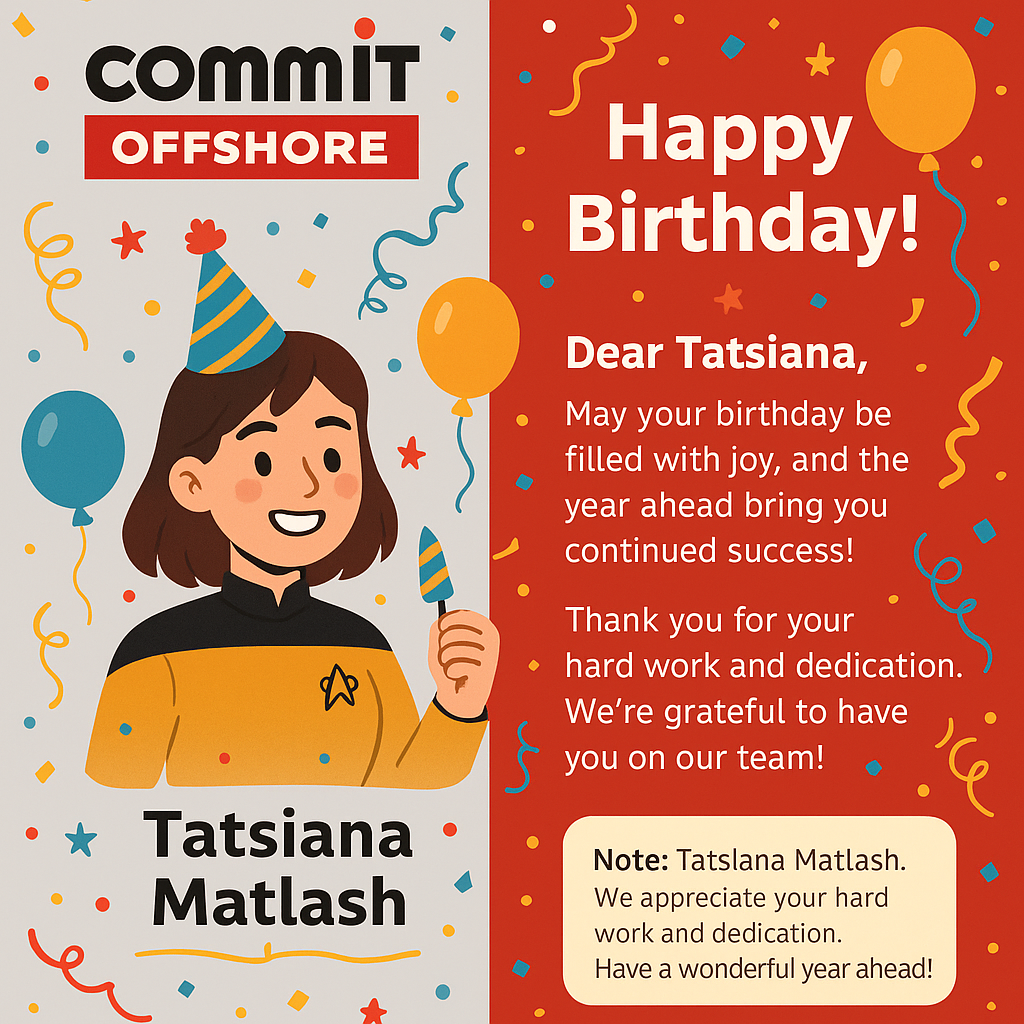 commiT
OFFSHORE
Tatsiana
Matlash
Happy
Birthday!
Dear Tatsiana,
May your birthday be
filled with joy, and the
year ahead bring you
continued success!
Thank you for your
hard work and dedication.
We're grateful to have
you on our team!
Note: Tatslana Matlash.
We appreciate your hard
work and dedication.
Have a wonderful year ahead!